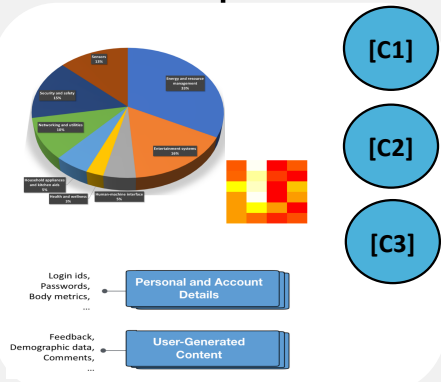 [C1]
Sensors
13%
Energy and resource
management
33%
Security and safety
15%
Networking and utilities
10%
Entertainment systems
16%
Household appliances
and kitchen aids
5%
Health and wellness
3%
Human-machine interface
5%
[C2]
[C3]
Login ids,
Passwords,
Body metrics,
...
Personal and Account
Details
Feedback,
Demographic data,
Comments,
...
User-Generated
Content